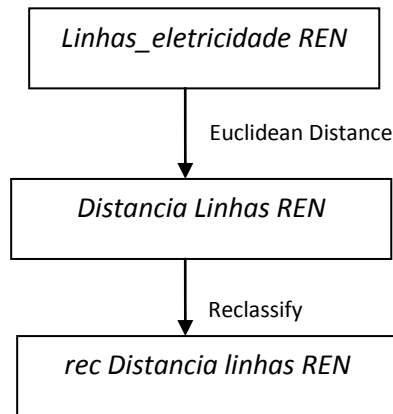 Linhas_eletricidade REN
Euclidean Distance
Distancia Linhas REN
Reclassify
rec Distancia linhas REN